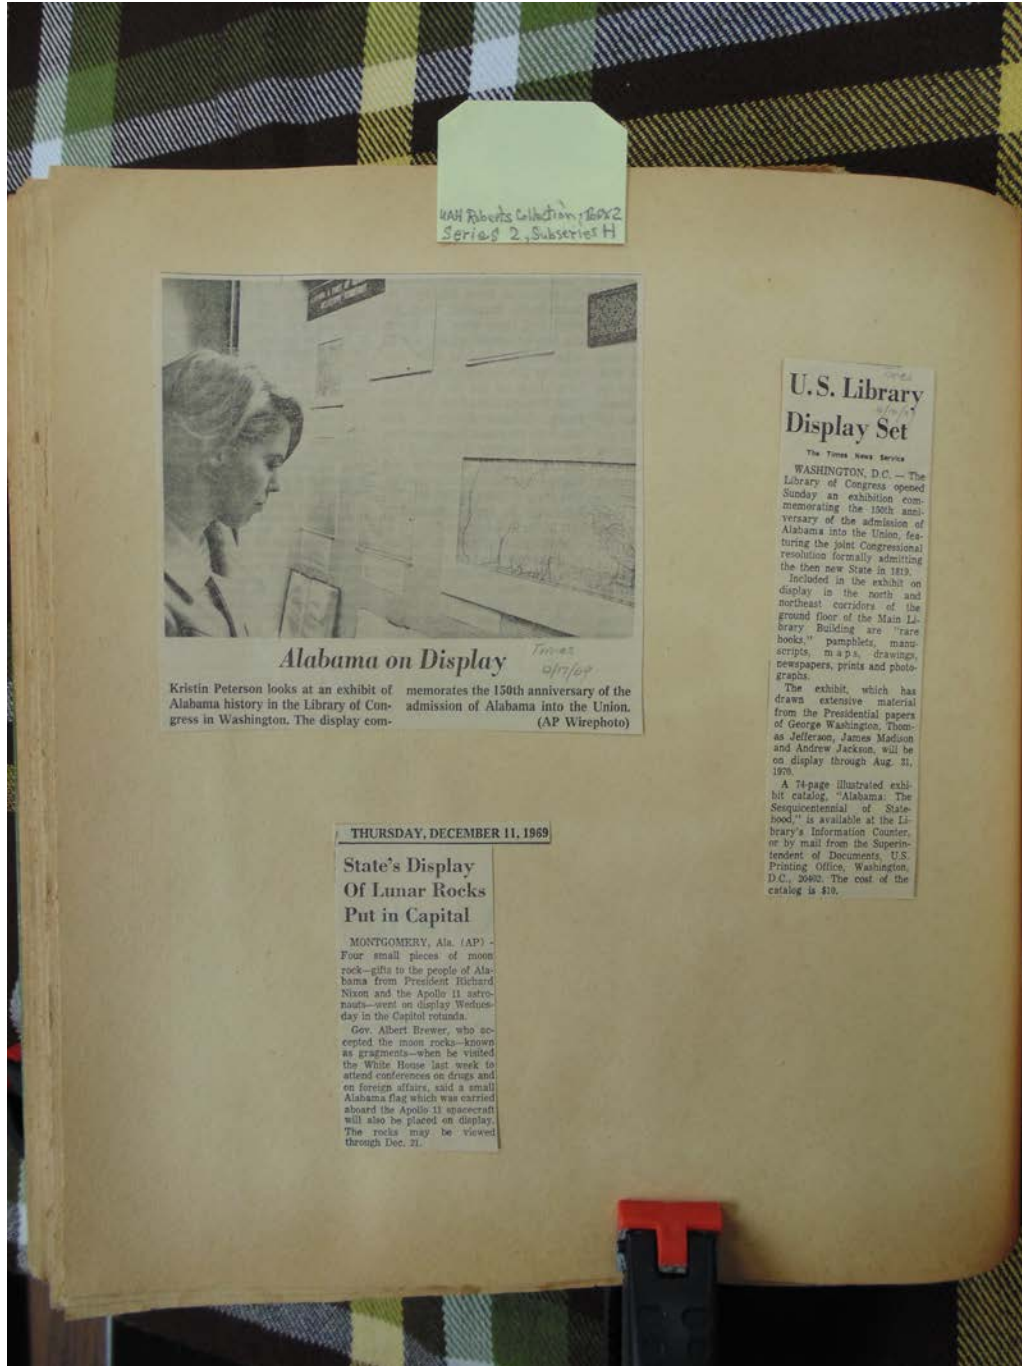 UAH Roberts Collection, Box 2
Series 2, Subseries H
Alabama on Display
Times
12/17/69
Kristin Peterson looks at an exhibit of
Alabama history in the Library of Con-
gress in Washington. The display com-
memorates the 150th anniversary of the
admission of Alabama into the Union.
(AP Wirephoto)
THURSDAY, DECEMBER 11, 1969
State's Display
Of Lunar Rocks
Put in Capital
MONTGOMERY, Ala. (AP) -
Four small pieces of moon
rock—gifts to the people of Ala-
bama from President Richard
Nixon and the Apollo 11 astro-
nauts—went on display Wednes-
day in the Capitol rotunda.
Gov. Albert Brewer, who ac-
cepted the moon rocks—known
as gragments—when he visited
the White House last week to
attend conferences on drugs and
on foreign affairs, said a small
Alabama flag which was carried
aboard the Apollo 11 spacecraft
will also be placed on display.
The rocks may be viewed
through Dec. 21.
U.S. Library
Display Set
The Times News Service
WASHINGTON, D.C. — The
Library of Congress opened
Sunday an exhibition com-
memorating the 150th anni-
versary of the admission of
Alabama into the Union, fea-
turing the joint Congressional
resolution formally admitting
the then new State in 1819.
Included in the exhibit on
display in the north and
northeast corridors of the
ground floor of the Main Li-
brary Building are "rare
books," pamphlets, manu-
scripts, maps, drawings,
newspapers, prints and photo-
graphs.
The exhibit, which has
drawn extensive material
from the Presidential papers
of George Washington, Thom-
as Jefferson, James Madison
and Andrew Jackson, will be
on display through Aug. 31,
1970.
A 74-page illustrated exhi-
bit catalog, "Alabama: The
Sesquicentennial of State-
hood," is available at the Li-
brary's Information Counter,
or by mail from the Superin-
tendent of Documents, U.S.
Printing Office, Washington,
D.C., 20402. The cost of the
catalog is $10.